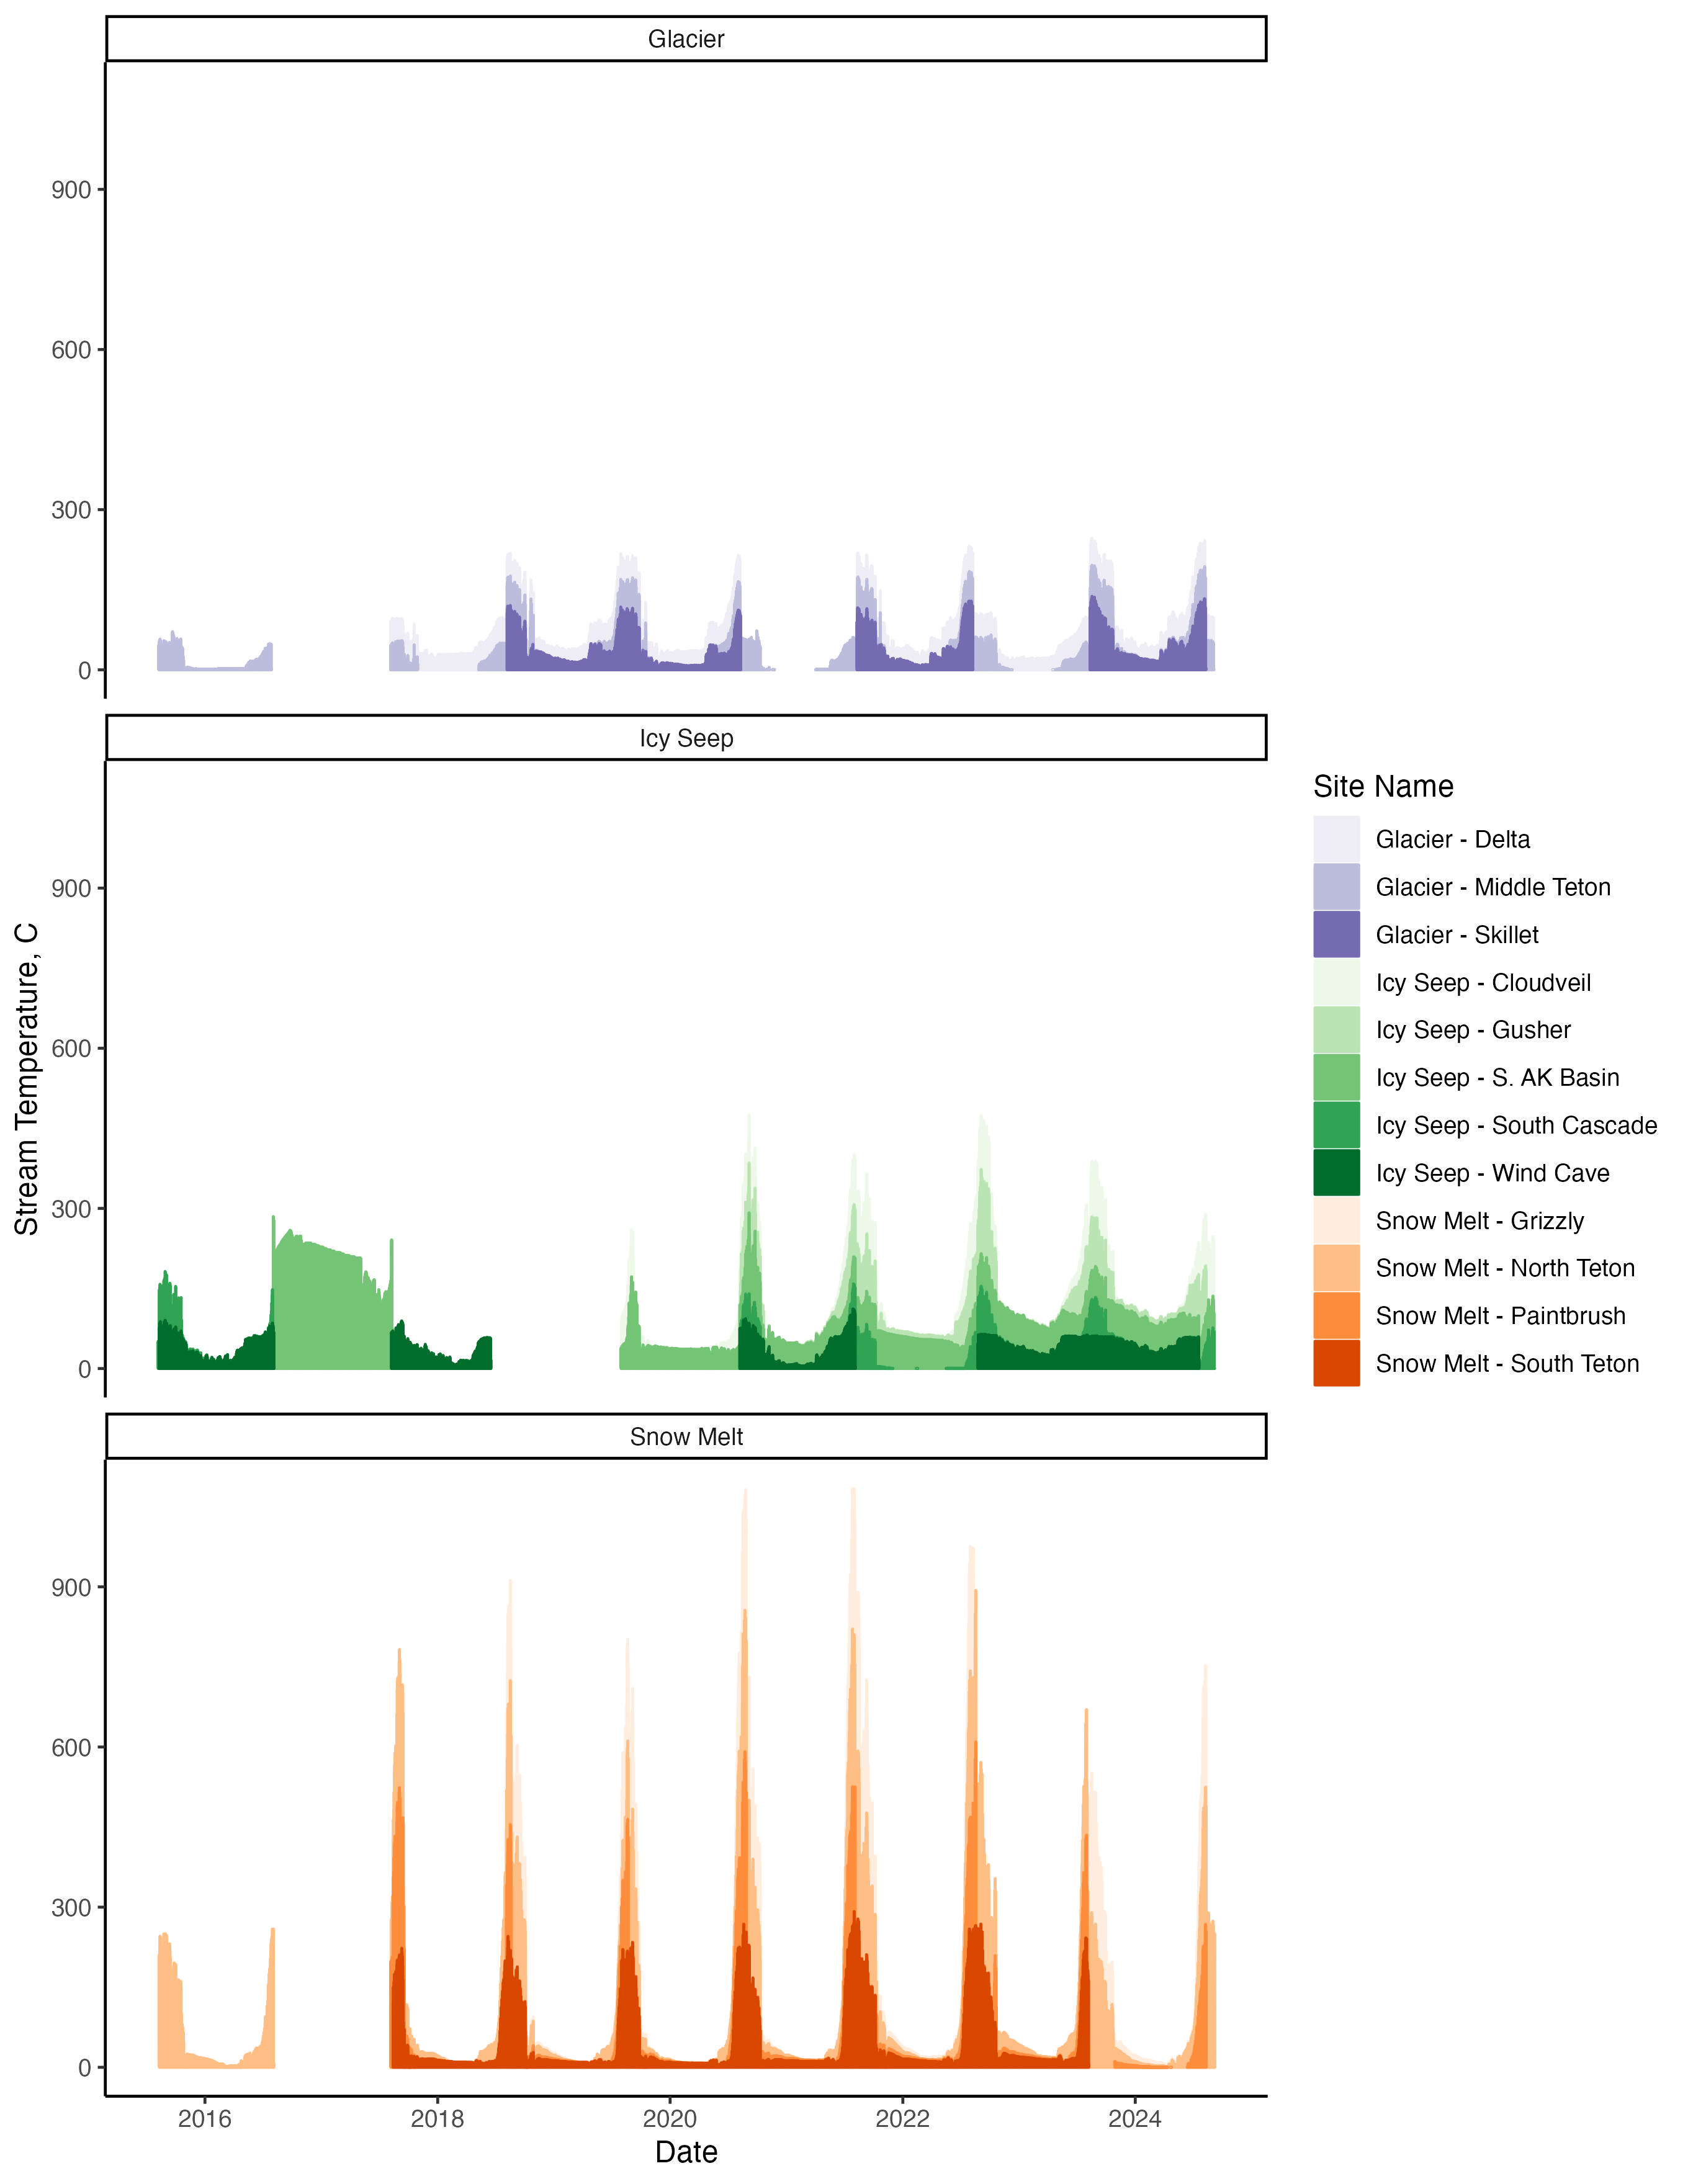 Glacier
900
600
300
0
Icy Seep
900
600
300
0
Snow Melt
900
600
300
0
2016 2018 2020 2022 2024
Date
Stream Temperature, C
Site Name
Glacier - Delta
Glacier - Middle Teton
Glacier - Skillet
Icy Seep - Cloudveil
Icy Seep - Gusher
Icy Seep - S. AK Basin
Icy Seep - South Cascade
Icy Seep - Wind Cave
Snow Melt - Grizzly
Snow Melt - North Teton
Snow Melt - Paintbrush
Snow Melt - South Teton